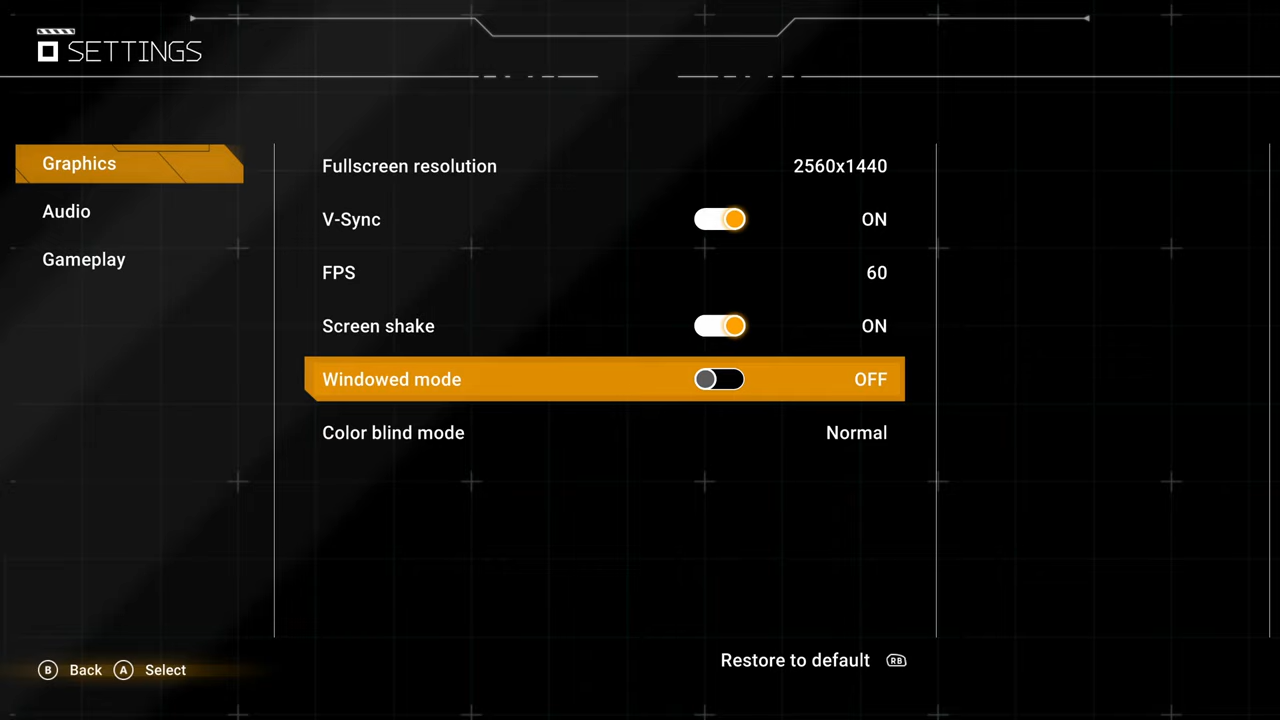 SETTINGS
Graphics
Audio
Gameplay
Fullscreen resolution 2560x1440
V-Sync ON
FPS 60
Screen shake ON
Windowed mode OFF
Color blind mode Normal
B Back A Select
Restore to default RB